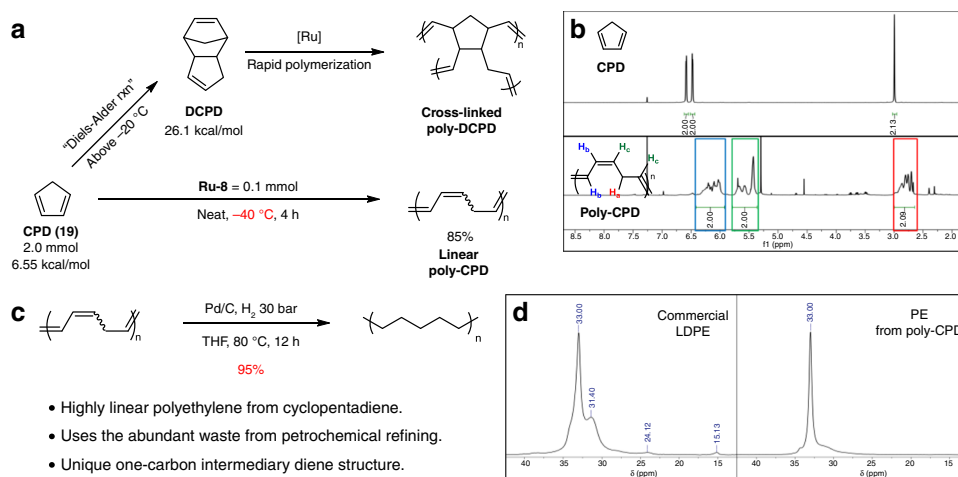 a
"Diels-Alder rxn"
Above –20 °C
DCPD
26.1 kcal/mol
[Ru]
Rapid polymerization
n
n
n
Cross-linked
poly-DCPD
CPD (19)
2.0 mmol
6.55 kcal/mol
Ru-8 = 0.1 mmol
Neat, –40 °C, 4 h
n
85%
Linear
poly-CPD
b
CPD
2.00
2.00
2.13
Hb
Hc
Hc
n
Hb
Ha
Poly-CPD
2.00
2.00
2.09
8.5 8.0 7.5 7.0 6.5 6.0 5.5 5.0 4.5 4.0 3.5 3.0 2.5 2.0
f1 (ppm)
c
n
Pd/C, H2 30 bar
THF, 80 °C, 12 h
95%
n
• Highly linear polyethylene from cyclopentadiene.
• Uses the abundant waste from petrochemical refining.
• Unique one-carbon intermediary diene structure.
d
33.00
31.40
24.12
15.13
Commercial
LDPE
33.00
PE
from poly-CPD
40 35 30 25 20 15
δ (ppm)
40 35 30 25 20 15
δ (ppm)